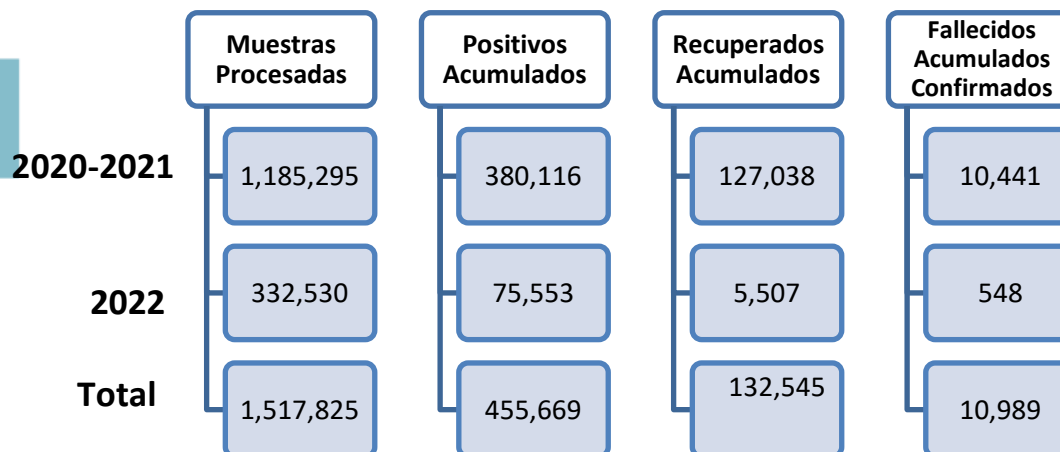 Muestras
Procesadas
Positivos
Acumulados
Recuperados
Acumulados
Fallecidos
Acumulados
Confirmados
2020-2021
1,185,295
380,116
127,038
10,441
2022
332,530
75,553
5,507
548
Total
1,517,825
455,669
132,545
10,989